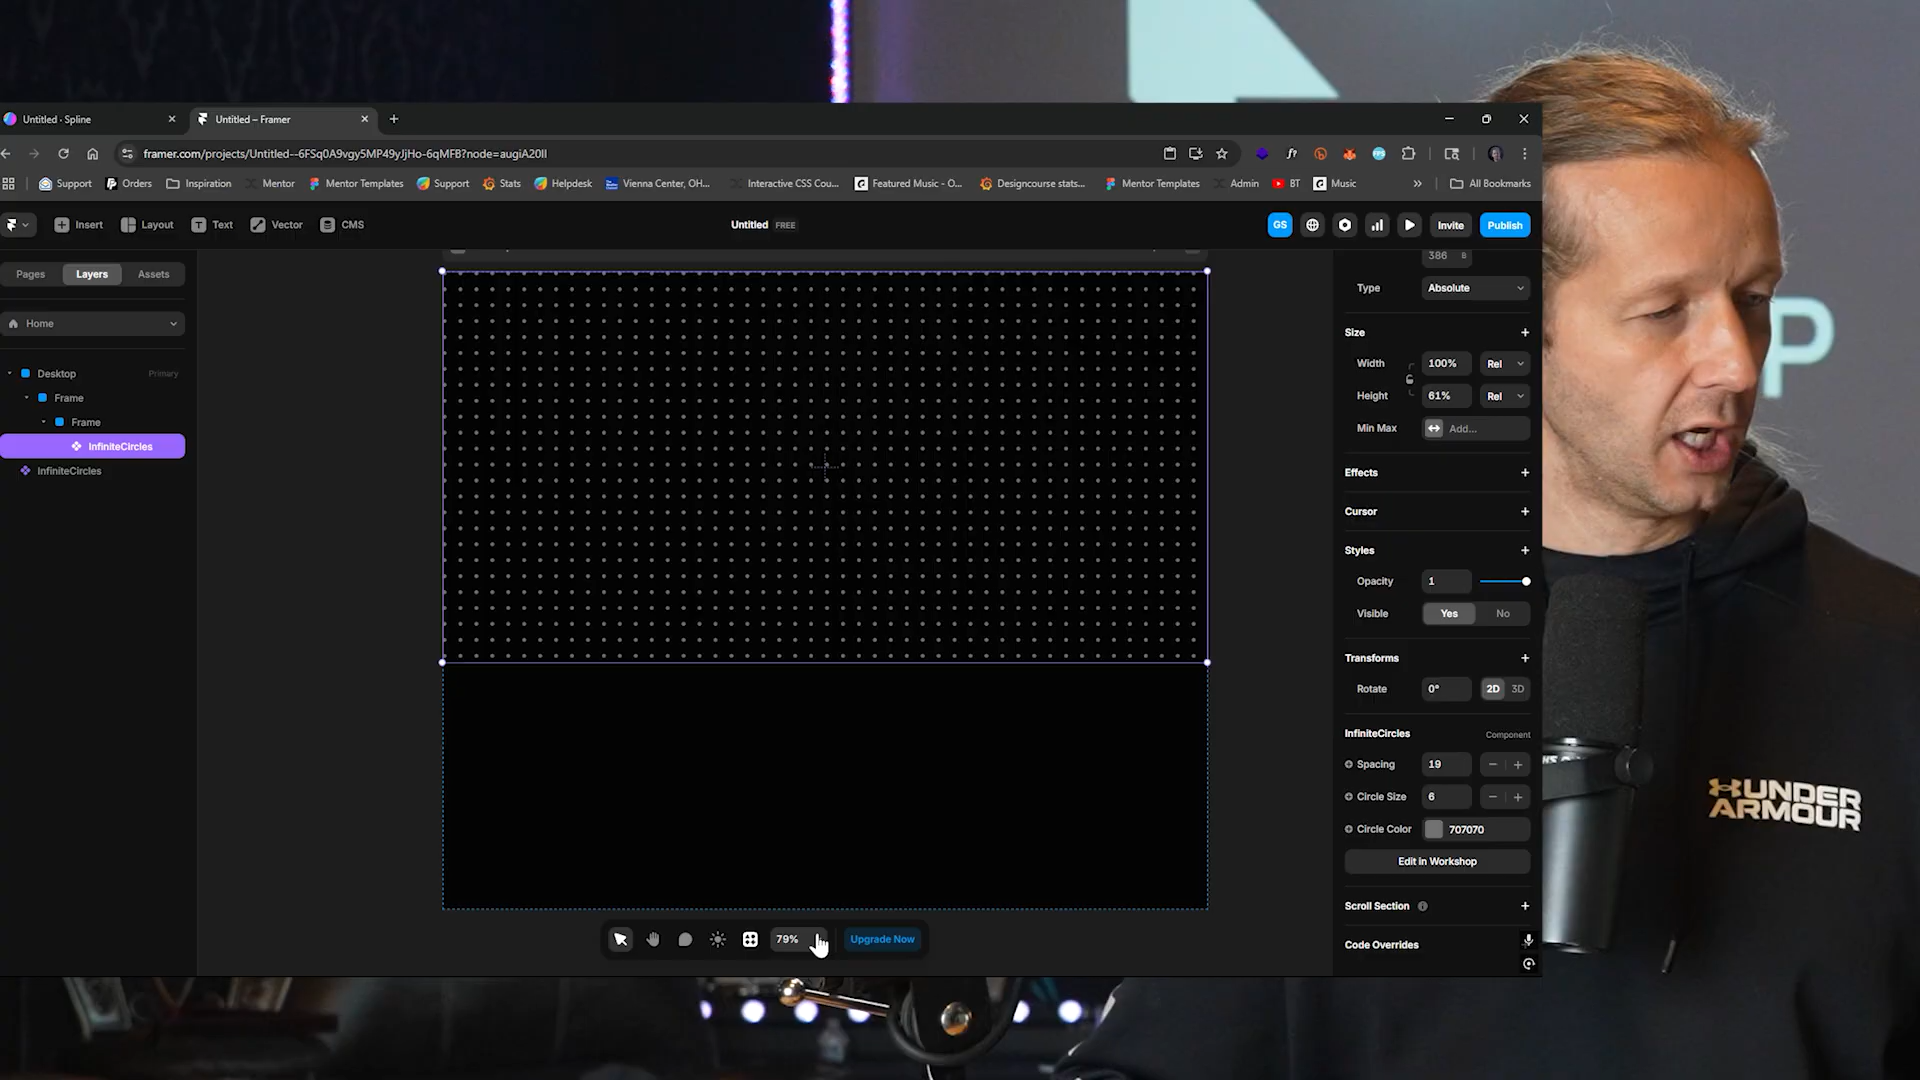 Untitled - Spline
Untitled – Framer
framer.com/projects/Untitled--6FSq0A9vgy5MP49yJjHo-6qMFB?node=augiA20Il
Support
Orders
Inspiration
Mentor
Mentor Templates
Support
Stats
Helpdesk
Vienna Center, OH...
Interactive CSS Cou...
Featured Music - O...
Designcourse stats...
Mentor Templates
Admin
BT
Music
All Bookmarks
Insert
Layout
Text
Vector
CMS
Untitled FREE
GS
Invite
Publish
Pages
Layers
Assets
Home
Desktop
Primary
Frame
Frame
InfiniteCircles
InfiniteCircles
386 B
Type Absolute
Size
Width 100% Rel
Height 61% Rel
Min Max Add...
Effects
Cursor
Styles
Opacity 1
Visible Yes No
Transforms
Rotate 0° 2D 3D
InfiniteCircles Component
Spacing 19
Circle Size 6
Circle Color 707070
Edit in Workshop
Scroll Section
Code Overrides
79%
Upgrade Now
P
UNDER
ARMOUR